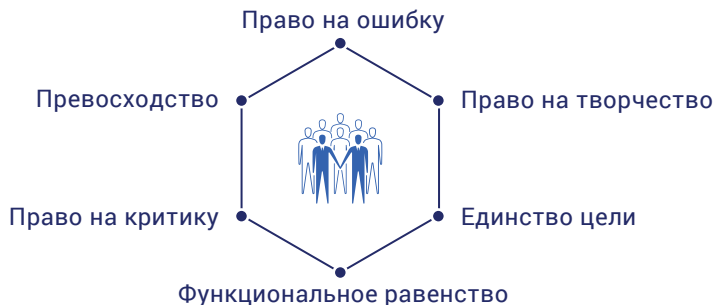 Право на ошибку
Превосходство
Право на творчество
Право на критику
Единство цели
Функциональное равенство